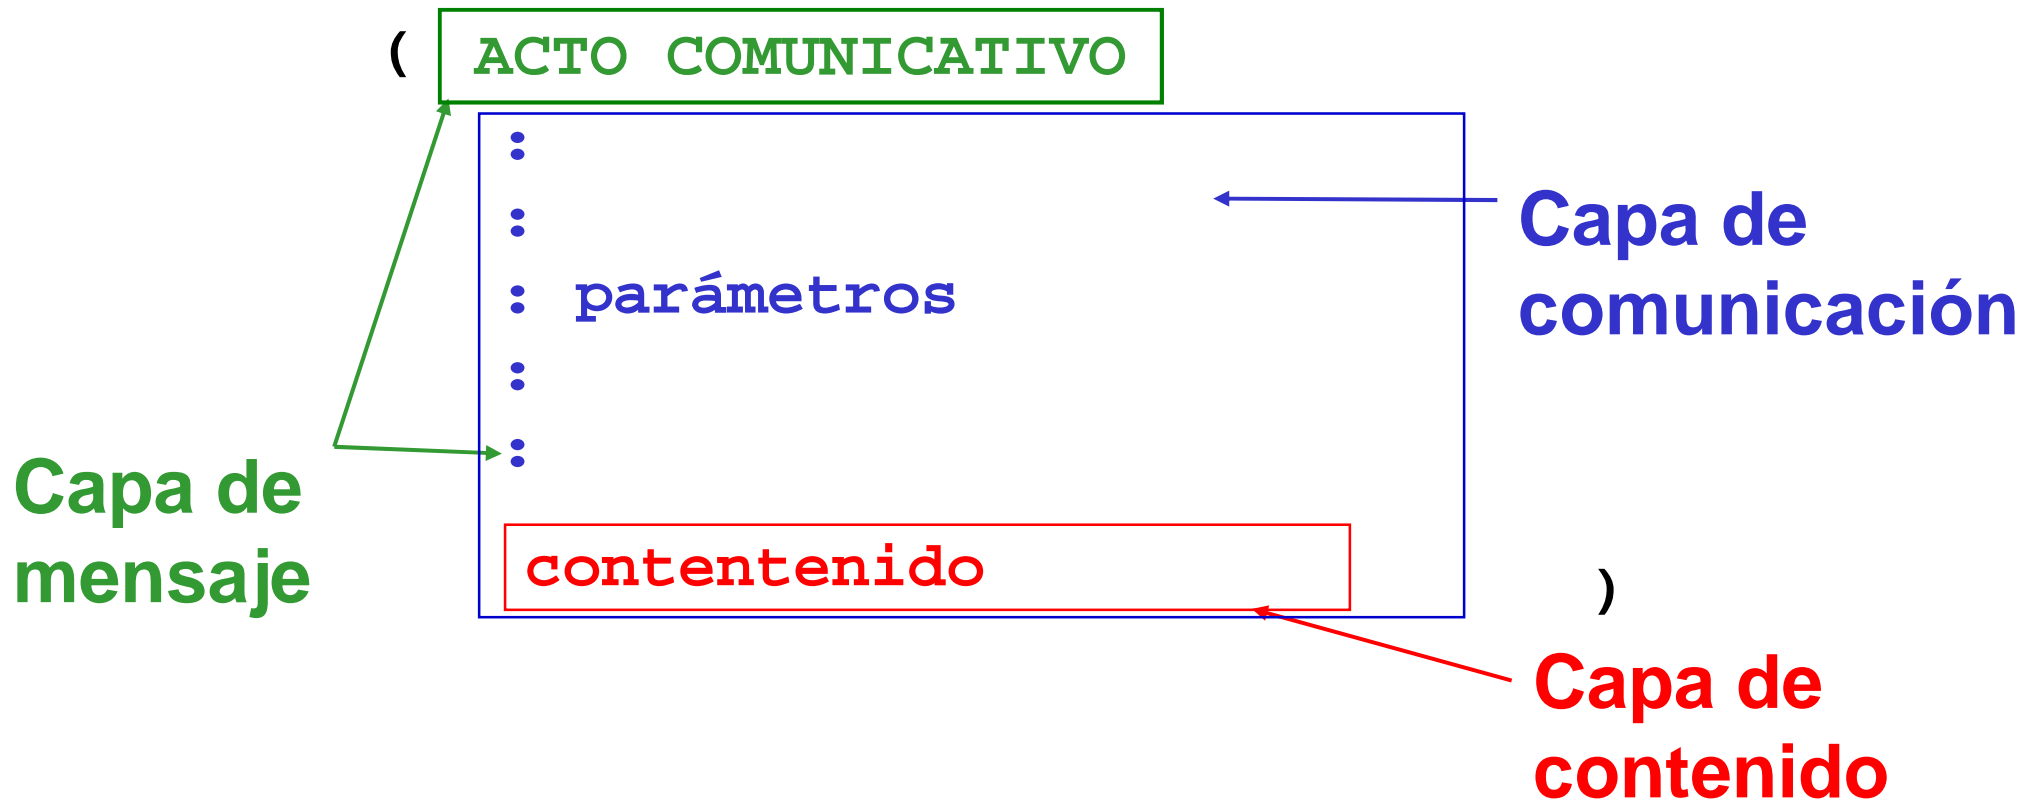 ( ACTO COMUNICATIVO
:
:
: parámetros
:
:
contentenido
)
Capa de
comunicación
Capa de
mensaje
Capa de
contenido